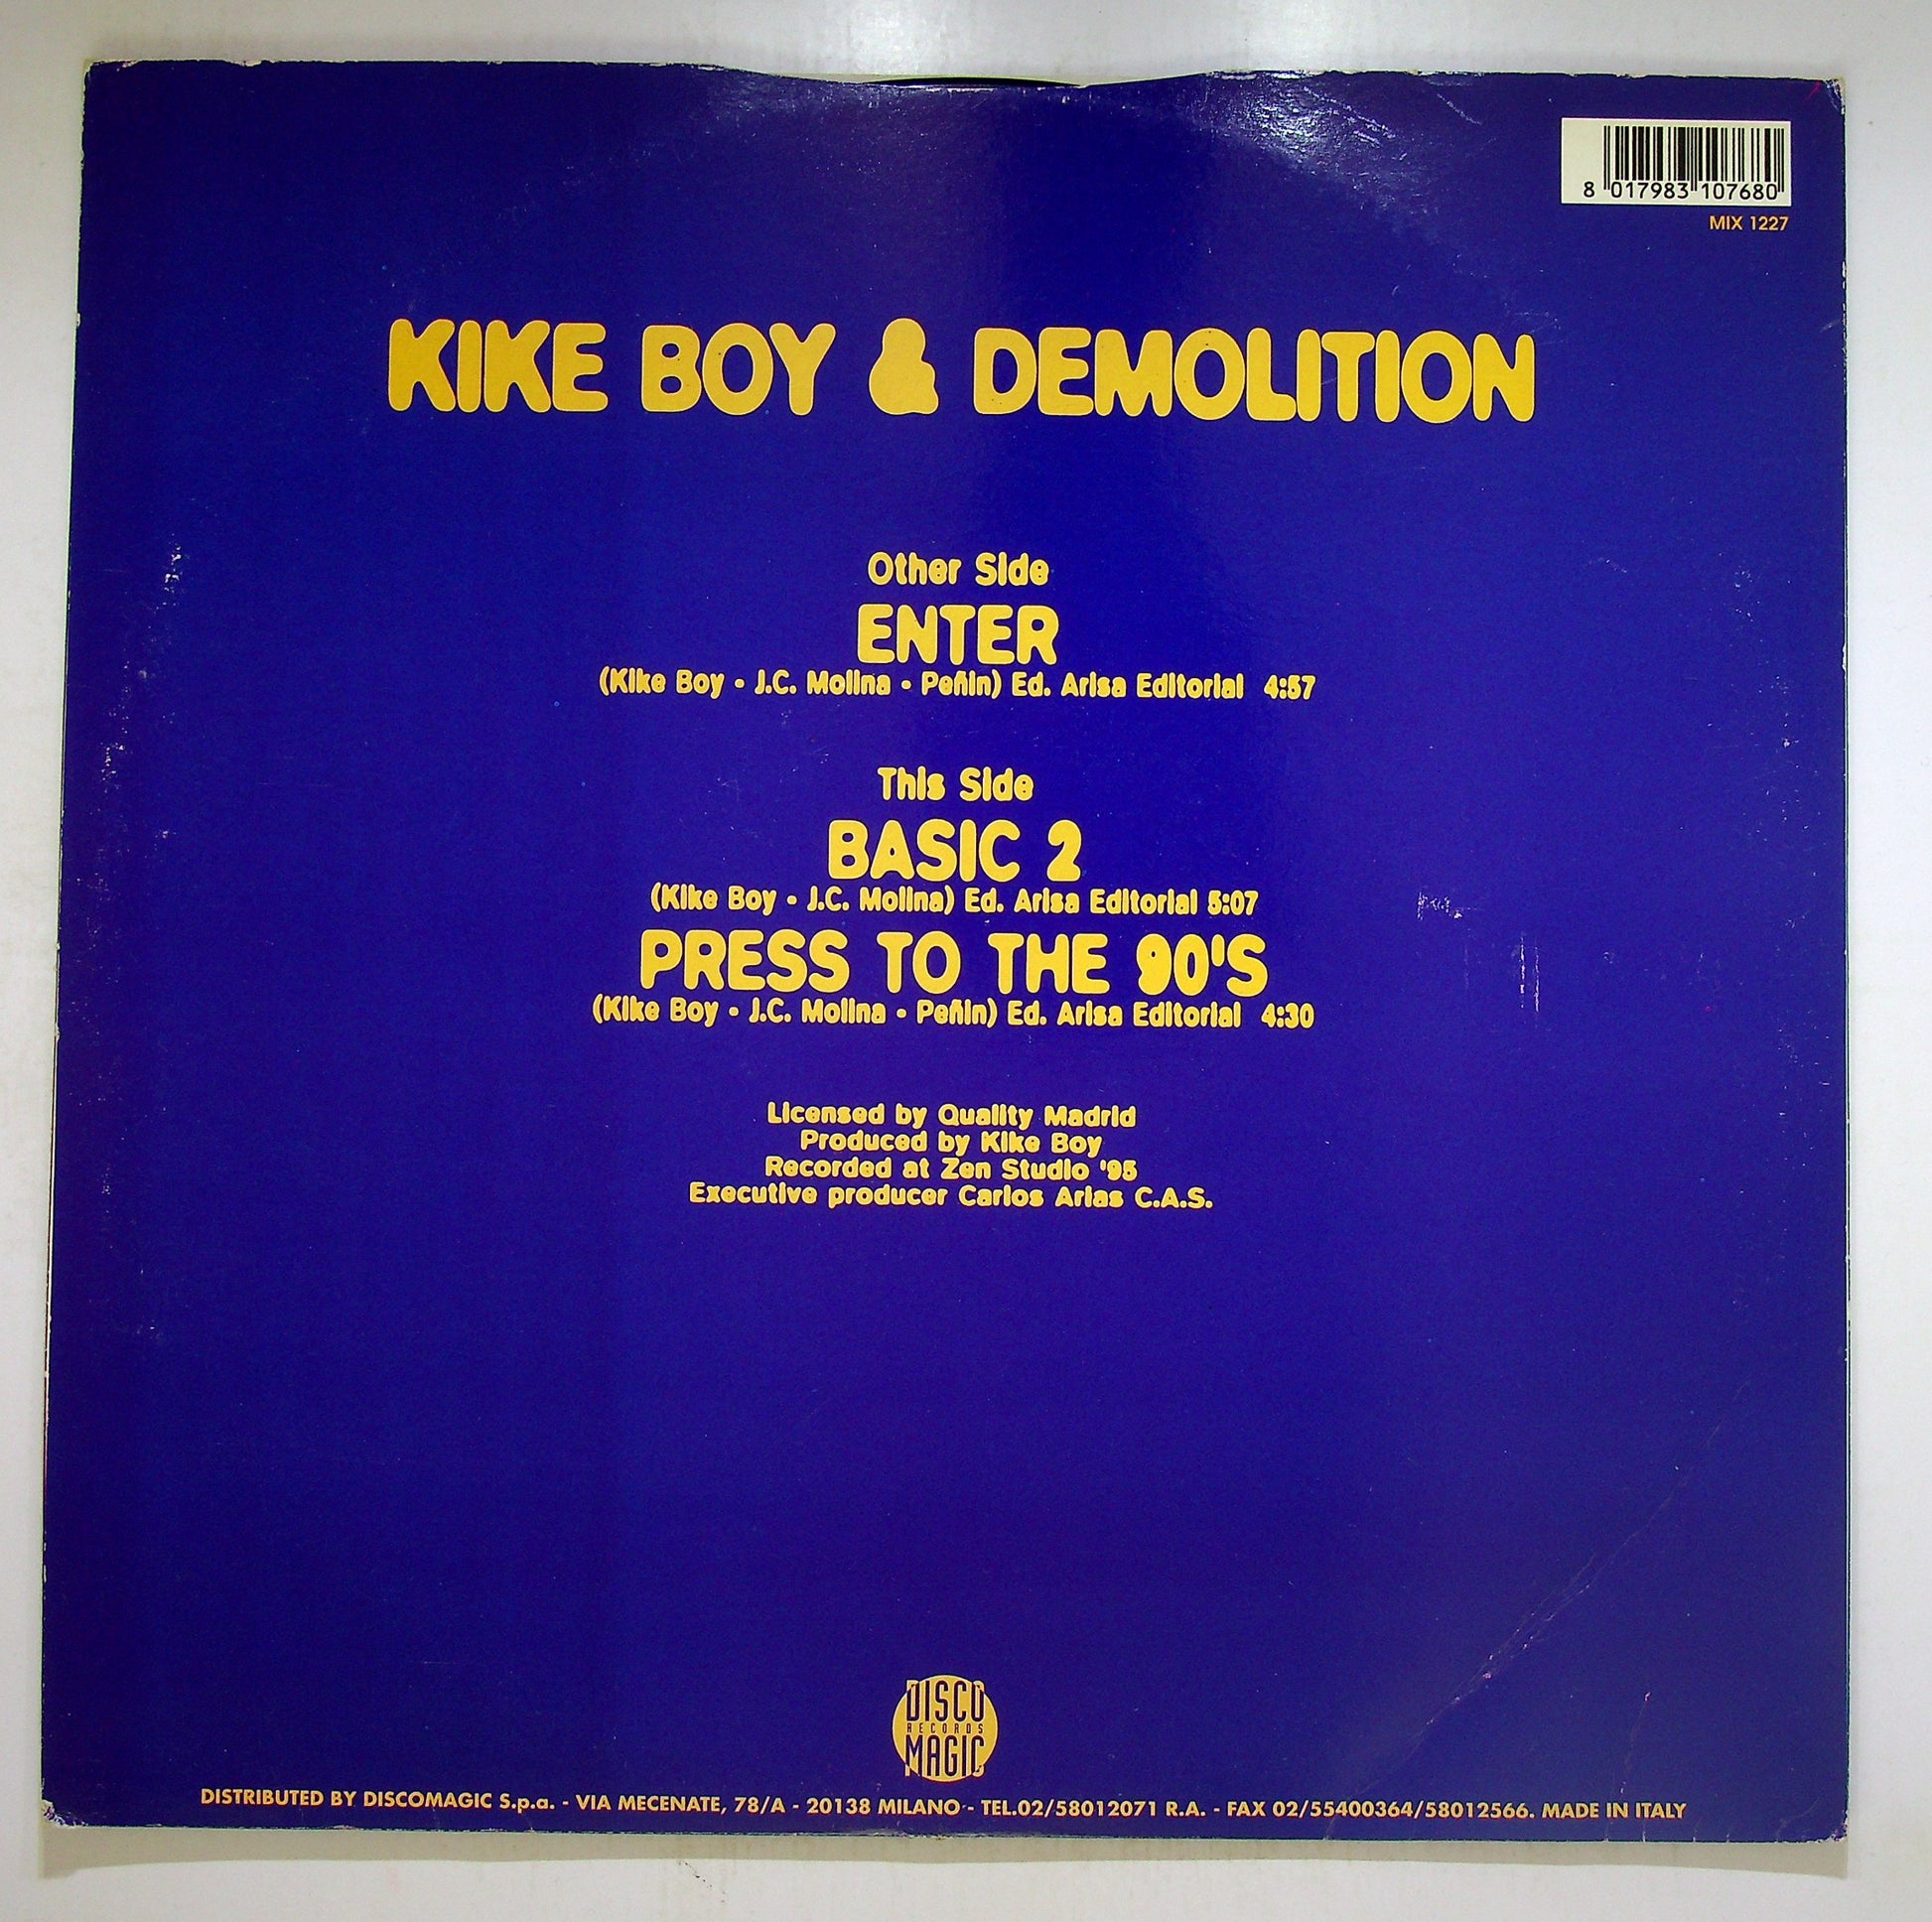 8 017983 107680
MIX 1227
KIKE BOY & DEMOLITION
Other Side
ENTER
(Kike Boy • J.C. Molina • Peñin) Ed. Arisa Editorial 4:57
This Side
BASIC 2
(Kike Boy • J.C. Molina) Ed. Arisa Editorial 5:07
PRESS TO THE 90'S
(Kike Boy • J.C. Molina • Peñin) Ed. Arisa Editorial 4:30
Licensed by Quality Madrid
Produced by Kike Boy
Recorded at Zen Studio '95
Executive producer Carlos Arias C.A.S.
DISCO
RECORDS
MAGIC
DISTRIBUTED BY DISCOMAGIC S.p.a. - VIA MECENATE, 78/A - 20138 MILANO - TEL.02/58012071 R.A. - FAX 02/55400364/58012566. MADE IN ITALY